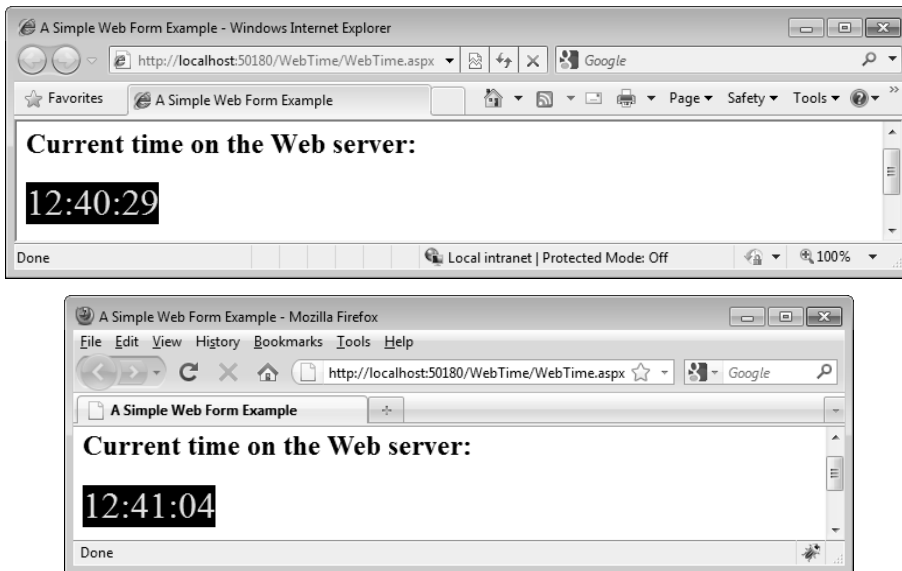 A Simple Web Form Example - Windows Internet Explorer
http://localhost:50180/WebTime/WebTime.aspx
Google
Favorites
A Simple Web Form Example
Page
Safety
Tools
Current time on the Web server:
12:40:29
Done
Local intranet | Protected Mode: Off
100%
A Simple Web Form Example - Mozilla Firefox
File Edit View History Bookmarks Tools Help
http://localhost:50180/WebTime/WebTime.aspx
Google
A Simple Web Form Example
Current time on the Web server:
12:41:04
Done